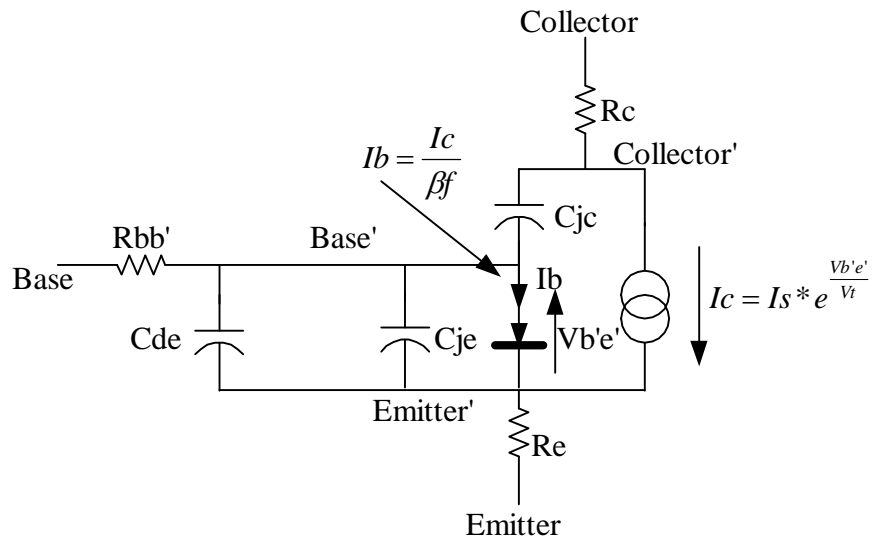 Collector
Rc
Collector'
Ib = Ic / βf
Cjc
Rbb'
Base'
Base
Ib
Ic = Is * e^(Vb'e' / Vt)
Cde
Cje
Vb'e'
Emitter'
Re
Emitter